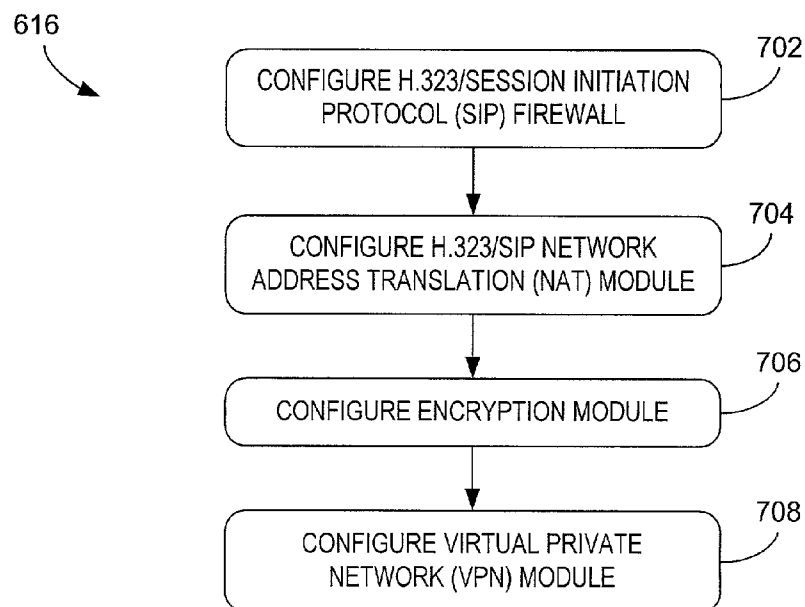 616
702
CONFIGURE H.323/SESSION INITIATION
PROTOCOL (SIP) FIREWALL
704
CONFIGURE H.323/SIP NETWORK
ADDRESS TRANSLATION (NAT) MODULE
706
CONFIGURE ENCRYPTION MODULE
708
CONFIGURE VIRTUAL PRIVATE
NETWORK (VPN) MODULE